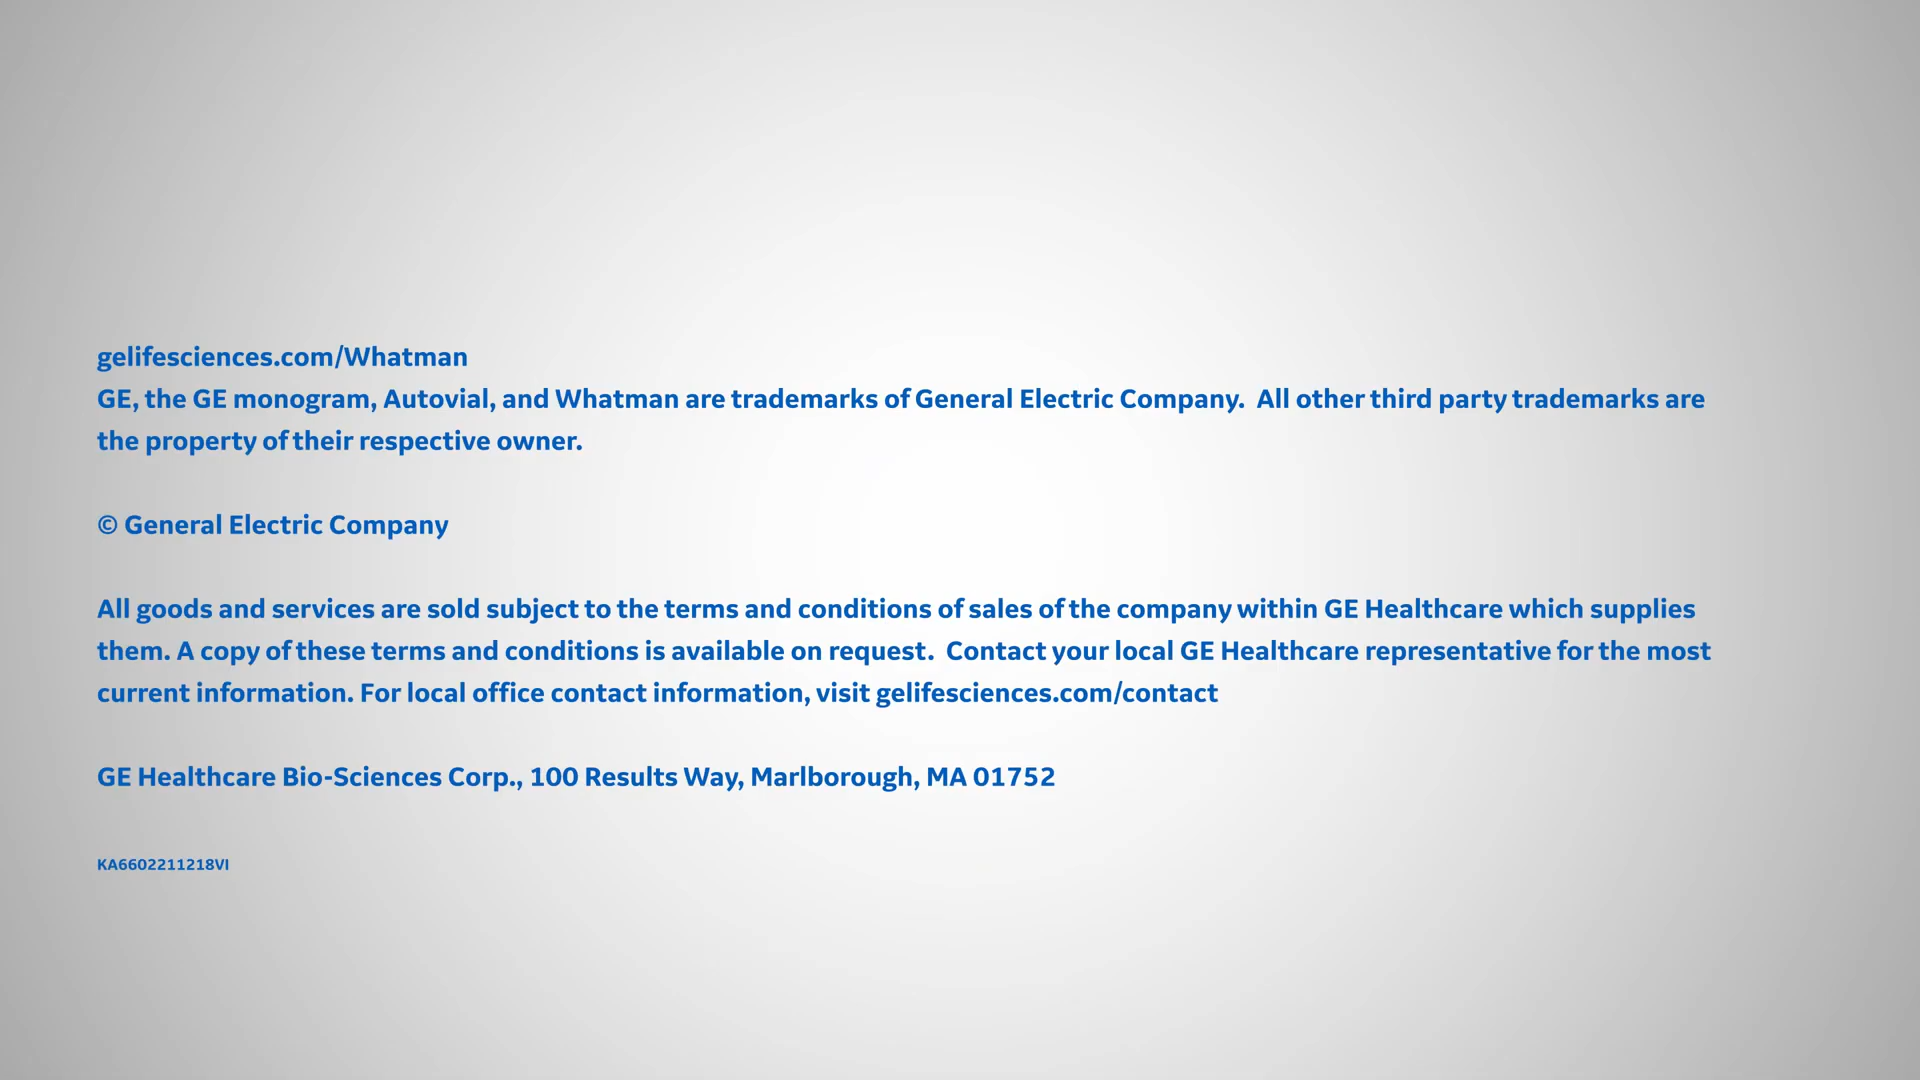 gelifesciences.com/Whatman
GE, the GE monogram, Autovial, and Whatman are trademarks of General Electric Company.  All other third party trademarks are
the property of their respective owner.
© General Electric Company
All goods and services are sold subject to the terms and conditions of sales of the company within GE Healthcare which supplies
them. A copy of these terms and conditions is available on request.  Contact your local GE Healthcare representative for the most
current information. For local office contact information, visit gelifesciences.com/contact
GE Healthcare Bio-Sciences Corp., 100 Results Way, Marlborough, MA 01752
KA6602211218VI